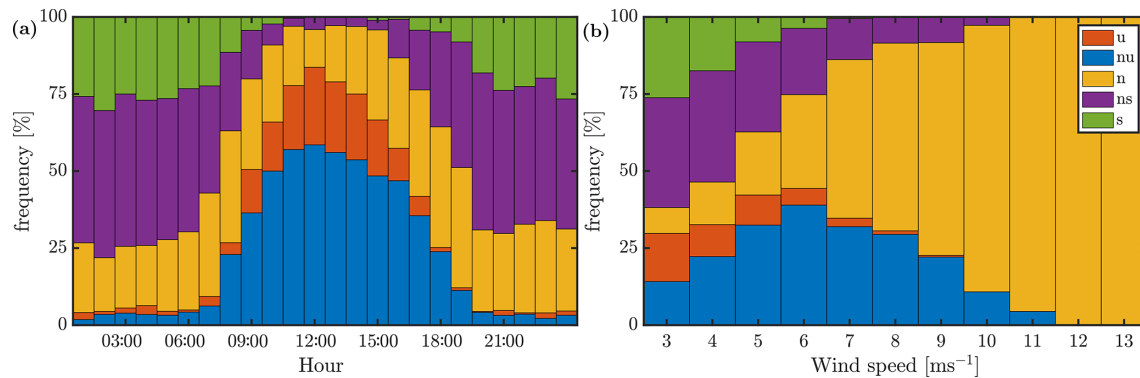 (a)
frequency [%]
100
75
50
25
0
03:00 06:00 09:00 12:00 15:00 18:00 21:00
Hour
(b)
frequency [%]
100
75
50
25
0
3 4 5 6 7 8 9 10 11 12 13
Wind speed [ms⁻¹]
u
nu
n
ns
s